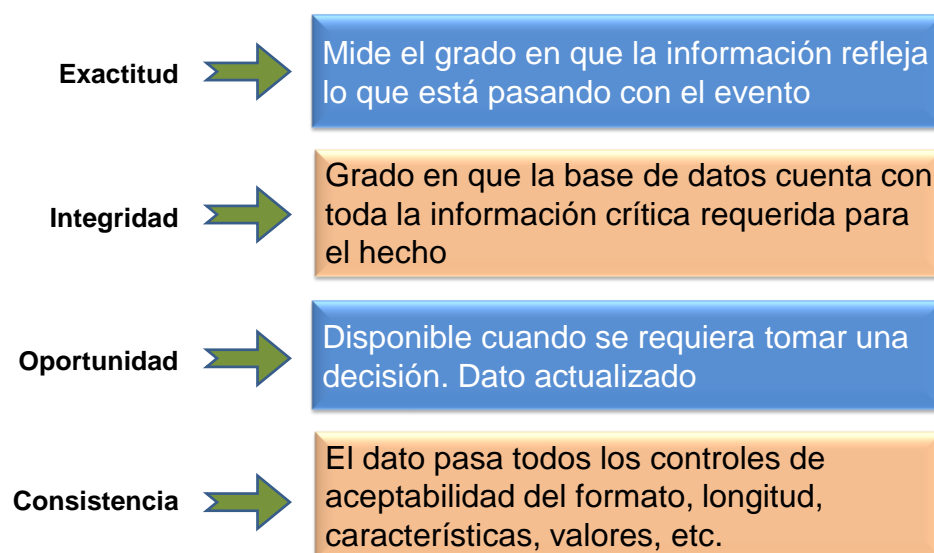 Exactitud
Mide el grado en que la información refleja
lo que está pasando con el evento
Integridad
Grado en que la base de datos cuenta con
toda la información crítica requerida para
el hecho
Oportunidad
Disponible cuando se requiera tomar una
decisión. Dato actualizado
Consistencia
El dato pasa todos los controles de
aceptabilidad del formato, longitud,
características, valores, etc.